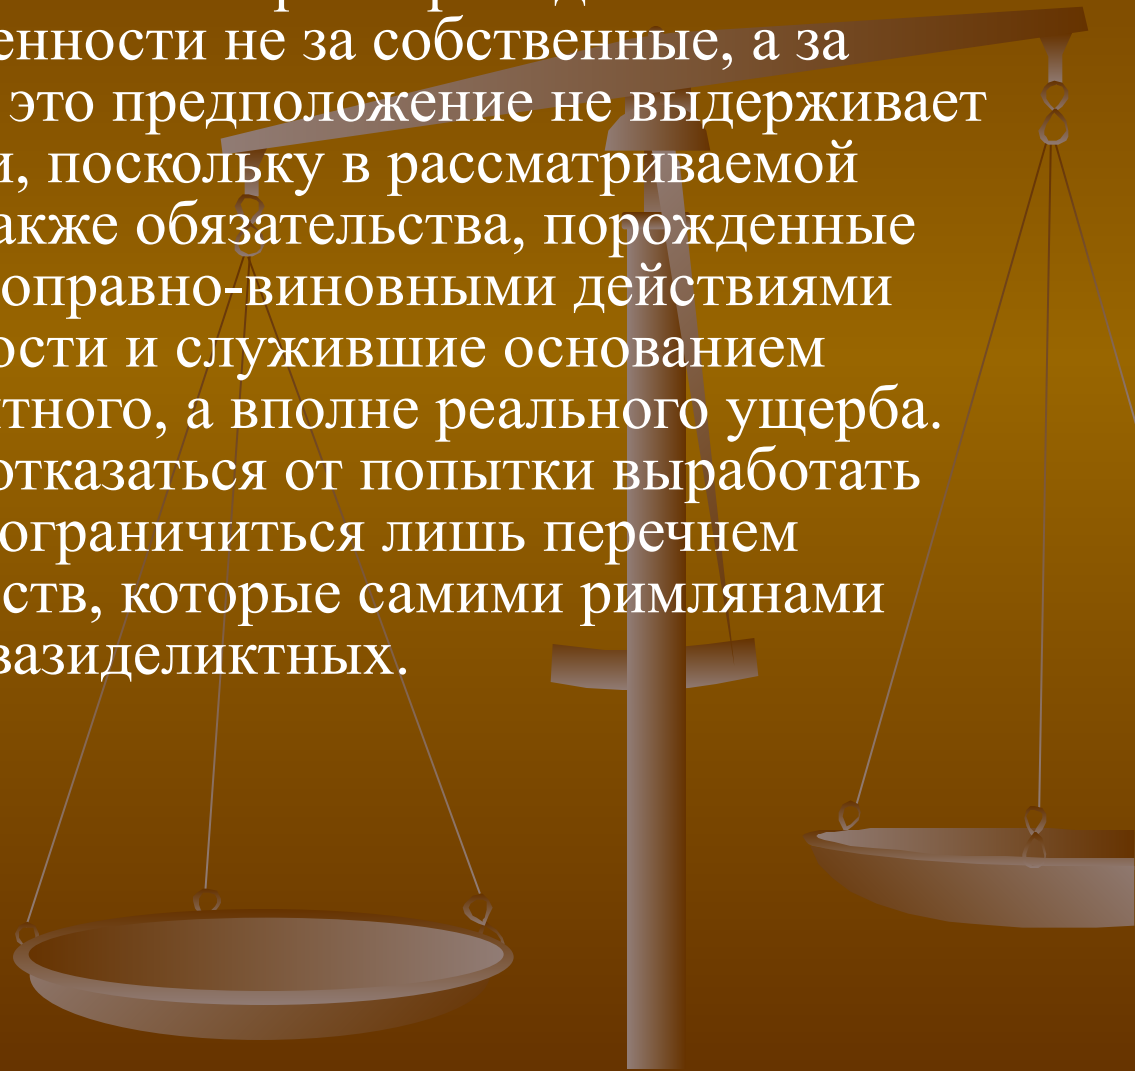 енности не за собственные, а за
это предположение не выдерживает
и, поскольку в рассматриваемой
акже обязательства, порожденные
оправно-виновными действиями
ости и служившие основанием
тного, а вполне реального ущерба.
отказаться от попытки выработать
ограничиться лишь перечнем
ств, которые самими римлянами
вазиделиктных.